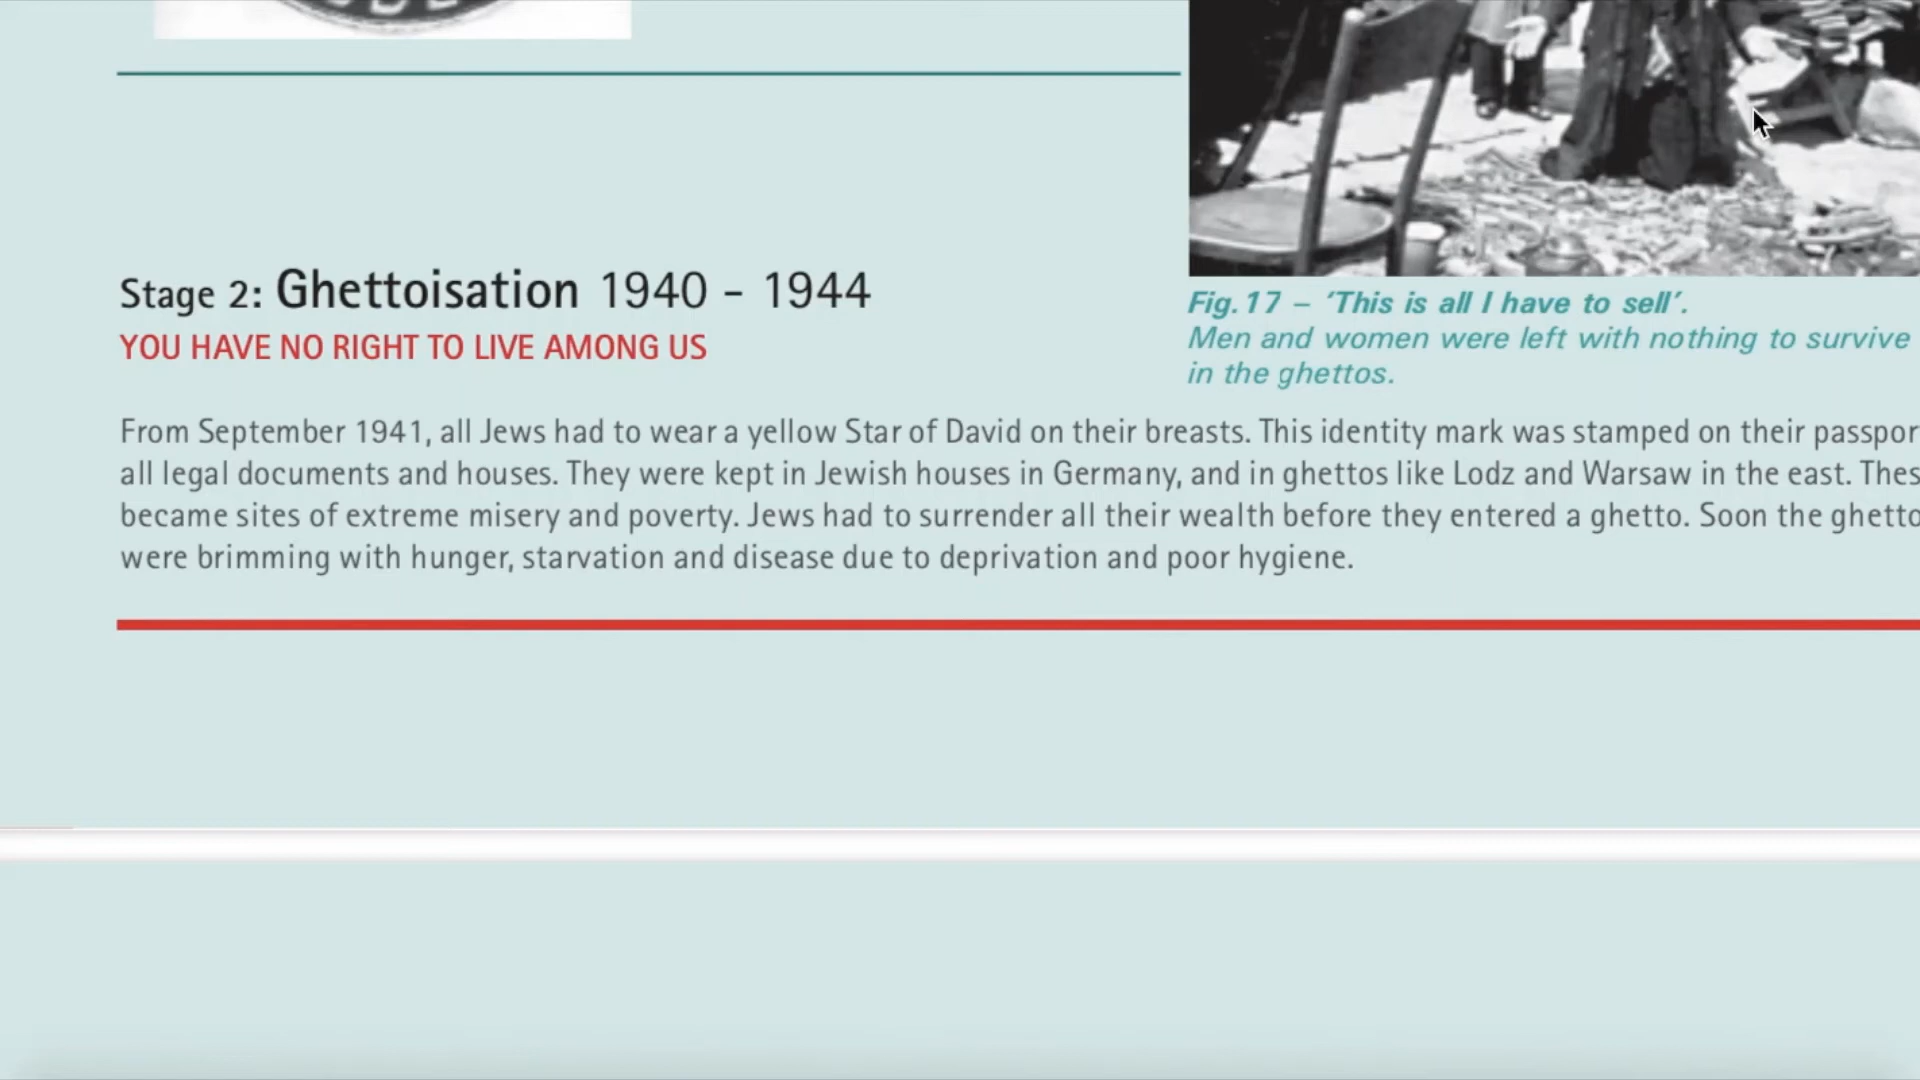 Stage 2: Ghettoisation 1940 - 1944
YOU HAVE NO RIGHT TO LIVE AMONG US
Fig.17 – ‘This is all I have to sell’.
Men and women were left with nothing to survive
in the ghettos.
From September 1941, all Jews had to wear a yellow Star of David on their breasts. This identity mark was stamped on their
all legal documents and houses. They were kept in Jewish houses in Germany, and in ghettos like Lodz and Warsaw in the east.
became sites of extreme misery and poverty. Jews had to surrender all their wealth before they entered a ghetto. Soon the
were brimming with hunger, starvation and disease due to deprivation and poor hygiene.